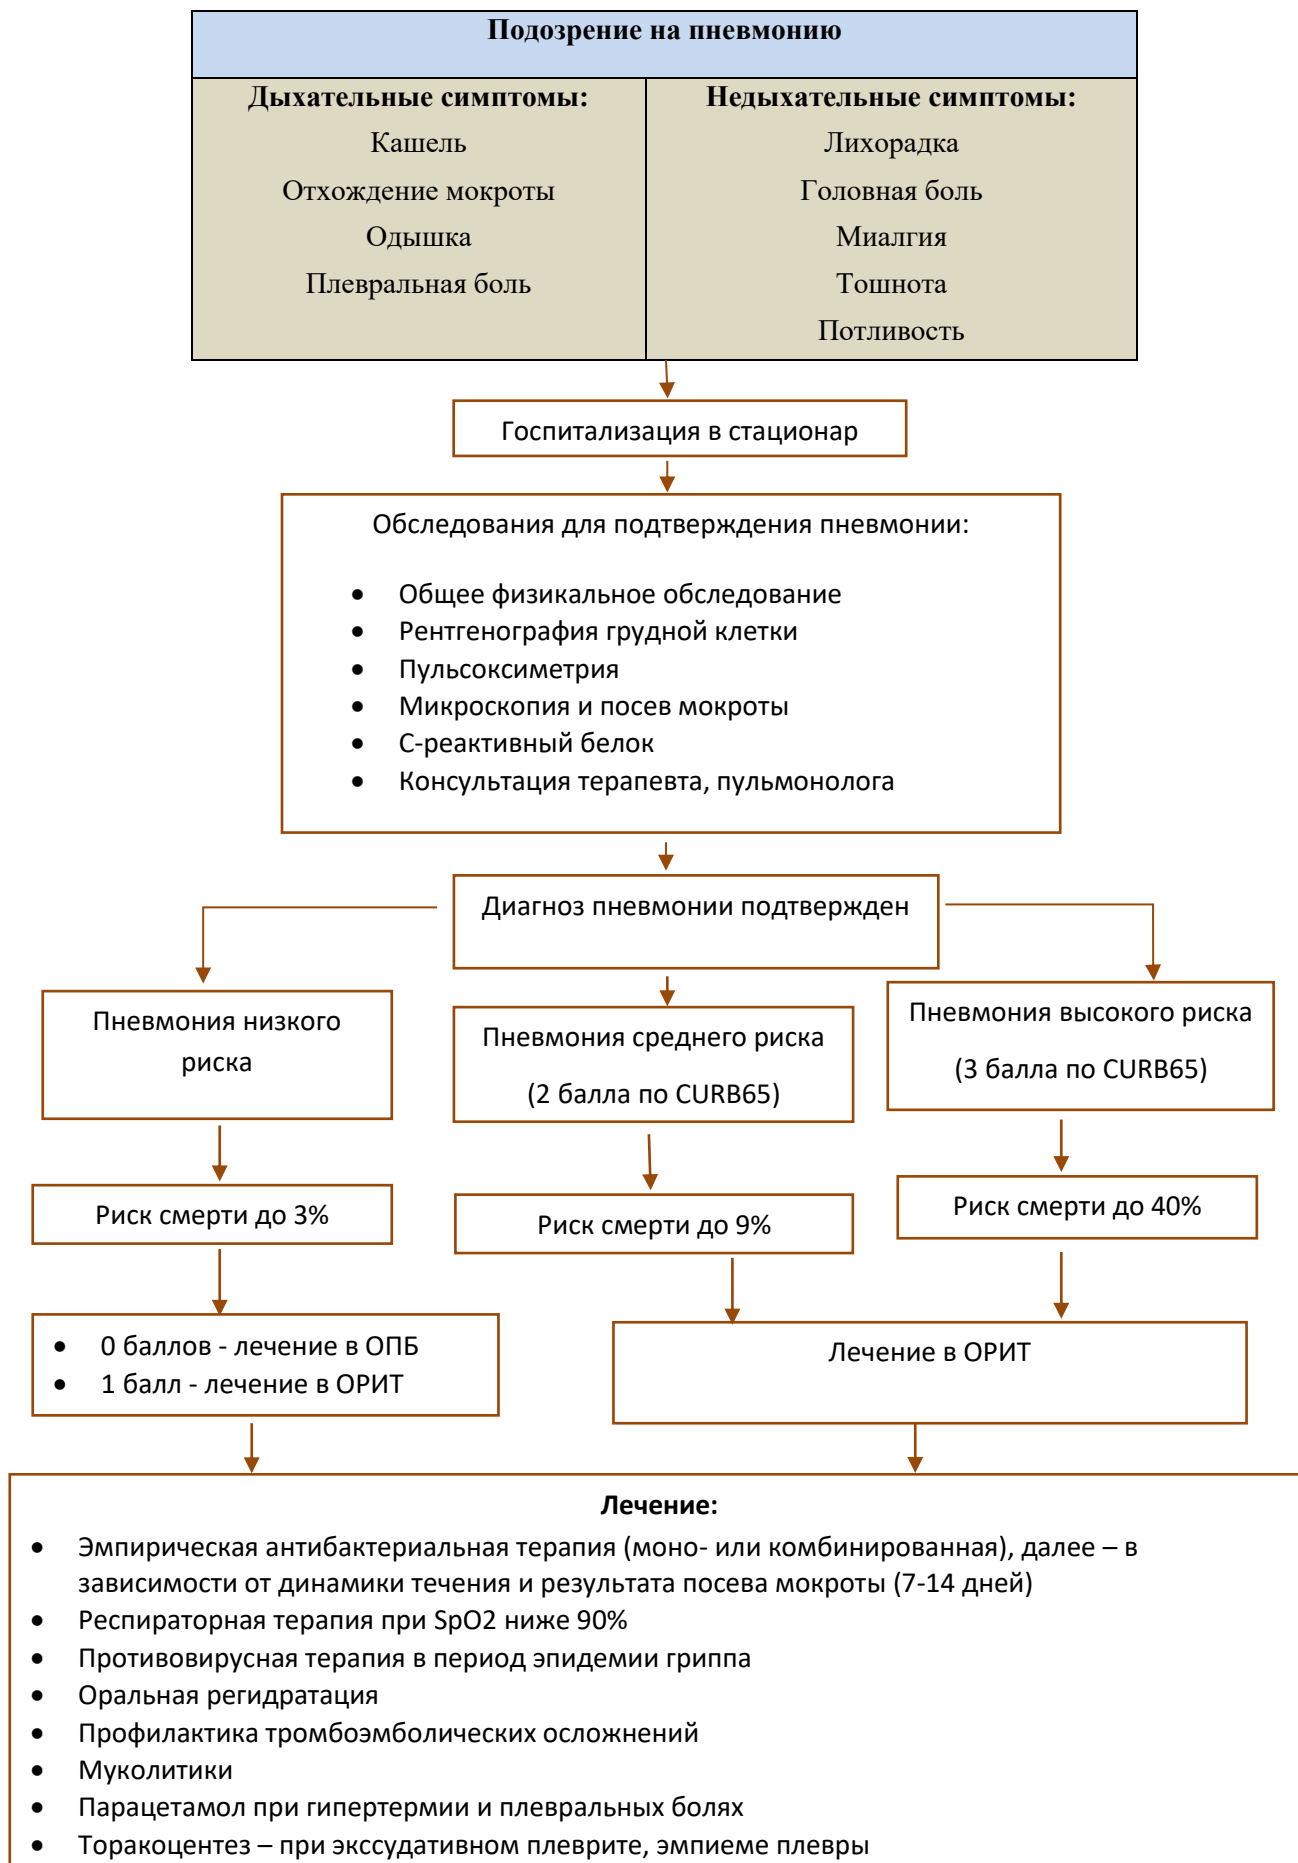 Подозрение на пневмонию
Дыхательные симптомы:
Кашель
Отхождение мокроты
Одышка
Плевральная боль
Недыхательные симптомы:
Лихорадка
Головная боль
Миалгия
Тошнота
Потливость
Госпитализация в стационар
Обследования для подтверждения пневмонии:
• Общее физикальное обследование
• Рентгенография грудной клетки
• Пульсоксиметрия
• Микроскопия и посев мокроты
• С-реактивный белок
• Консультация терапевта, пульмонолога
Диагноз пневмонии подтвержден
Пневмония низкого
риска
Пневмония среднего риска
(2 балла по CURB65)
Пневмония высокого риска
(3 балла по CURB65)
Риск смерти до 3%
Риск смерти до 9%
Риск смерти до 40%
• 0 баллов - лечение в ОПБ
• 1 балл - лечение в ОРИТ
Лечение в ОРИТ
Лечение:
• Эмпирическая антибактериальная терапия (моно- или комбинированная), далее – в
зависимости от динамики течения и результата посева мокроты (7-14 дней)
• Респираторная терапия при SpO2 ниже 90%
• Противовирусная терапия в период эпидемии гриппа
• Оральная регидратация
• Профилактика тромбоэмболических осложнений
• Муколитики
• Парацетамол при гипертермии и плевральных болях
• Торакоцентез – при экссудативном плеврите, эмпиеме плевры